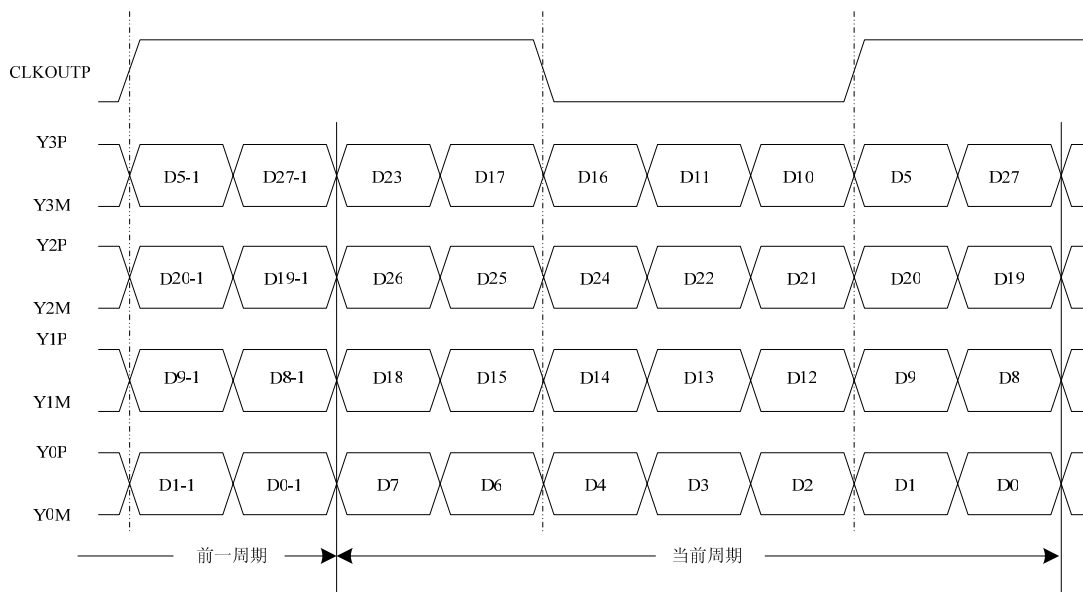 CLKOUTP
Y3P
D5-1 D27-1 D23 D17 D16 D11 D10 D5 D27
Y3M
Y2P
D20-1 D19-1 D26 D25 D24 D22 D21 D20 D19
Y2M
Y1P
D9-1 D8-1 D18 D15 D14 D13 D12 D9 D8
Y1M
Y0P
D1-1 D0-1 D7 D6 D4 D3 D2 D1 D0
Y0M
前一周期 当前周期